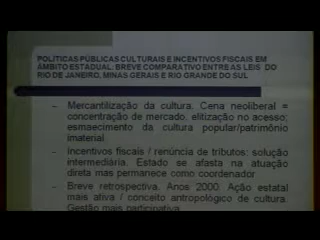 POLÍTICAS PÚBLICAS CULTURAIS E INCENTIVOS FISCAIS EM
ÂMBITO ESTADUAL: BREVE COMPARATIVO ENTRE AS LEIS DO
RIO DE JANEIRO, MINAS GERAIS E RIO GRANDE DO SUL
– Mercantilização da cultura. Cena neoliberal =
concentração de mercado, elitização no acesso;
esmaecimento da cultura popular/patrimônio
imaterial
– Incentivos fiscais / renúncia de tributos: solução
intermediária. Estado se afasta na atuação
direta mas permanece como coordenador
– Breve retrospectiva. Anos 2000. Ação estatal
mais ativa / conceito antropológico de cultura.
Gestão mais participativa